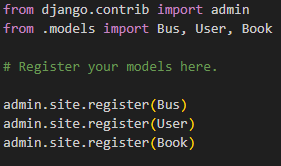 from django.contrib import admin
from .models import Bus, User, Book
# Register your models here.
admin.site.register(Bus)
admin.site.register(User)
admin.site.register(Book)